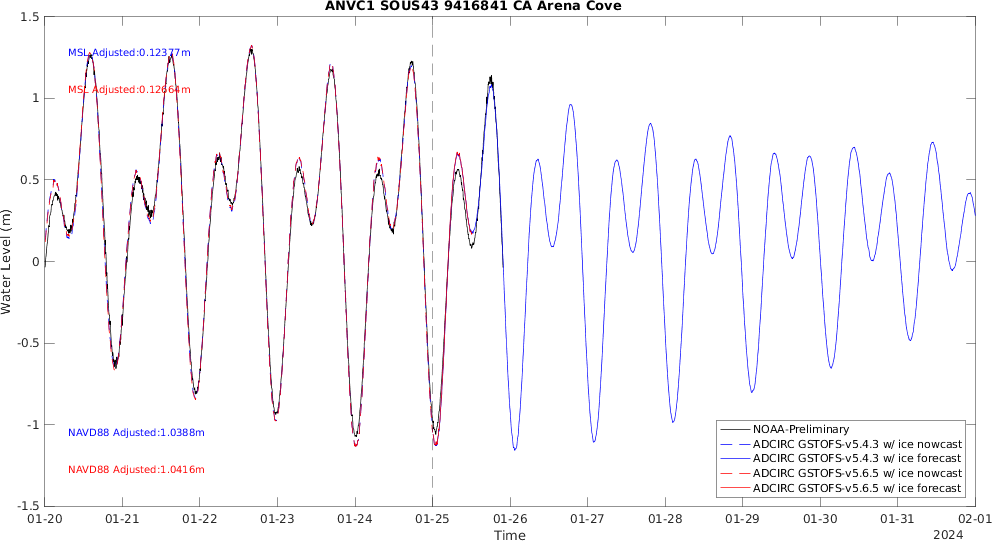 ANVC1 SOUS43 9416841 CA Arena Cove
1.5
1
0.5
0
-0.5
-1
-1.5
Water Level (m)
MSL Adjusted:0.12377m
MSL Adjusted:0.12664m
NAVD88 Adjusted:1.0388m
NAVD88 Adjusted:1.0416m
NOAA-Preliminary
ADCIRC GSTOFS-v5.4.3 w/ ice nowcast
ADCIRC GSTOFS-v5.4.3 w/ ice forecast
ADCIRC GSTOFS-v5.6.5 w/ ice nowcast
ADCIRC GSTOFS-v5.6.5 w/ ice forecast
01-20 01-21 01-22 01-23 01-24 01-25 01-26 01-27 01-28 01-29 01-30 01-31 02-01
Time
2024